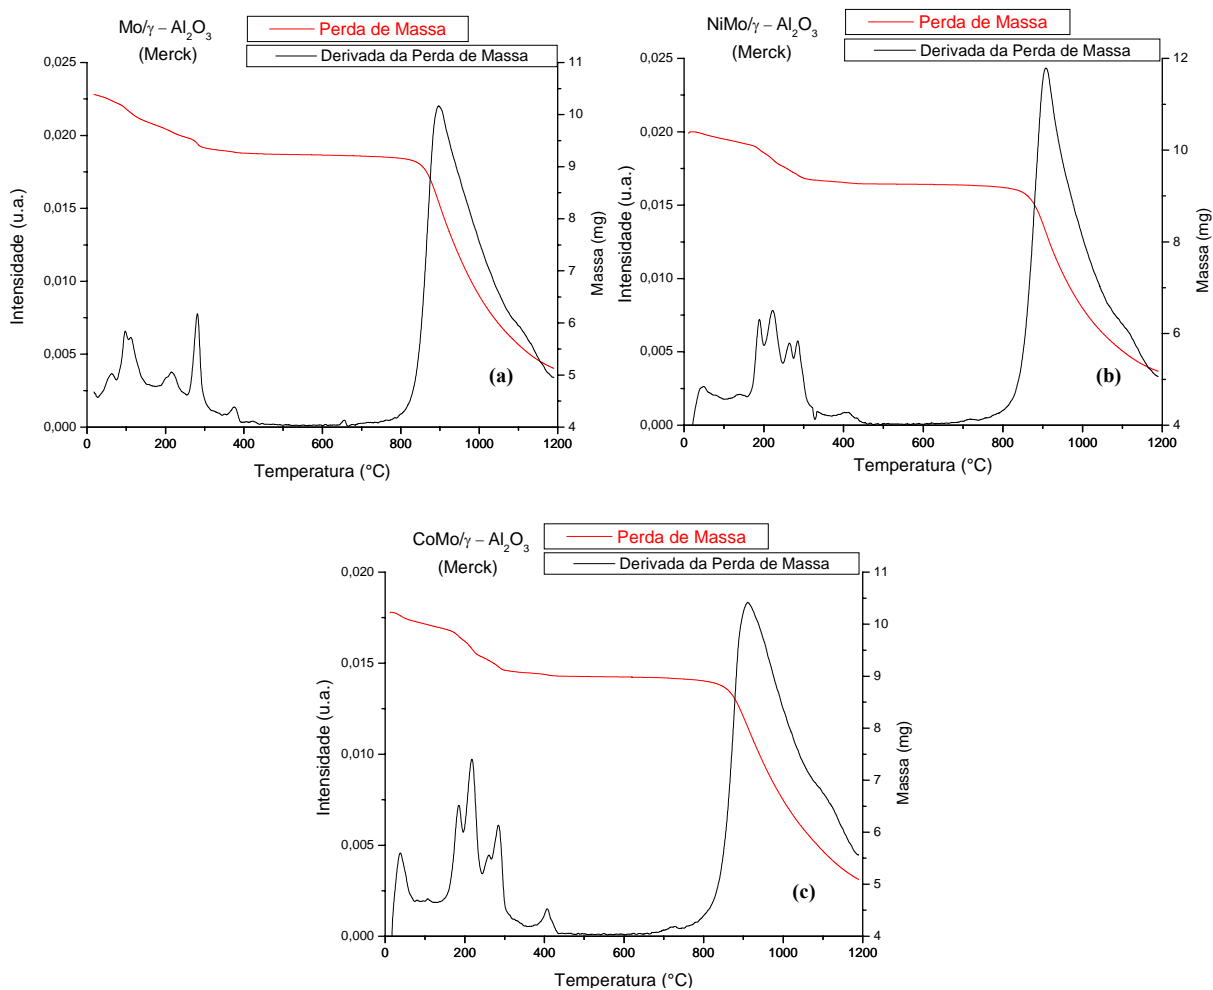 Mo/γ – Al₂O₃
(Merck)
Perda de Massa
Derivada da Perda de Massa
0,025
0,020
0,015
0,010
0,005
0,000
Intensidade (u.a.)
11
10
9
8
7
6
5
4
Massa (mg)
(a)
0 200 400 600 800 1000 1200
Temperatura (°C)
NiMo/γ – Al₂O₃
(Merck)
Perda de Massa
Derivada da Perda de Massa
0,025
0,020
0,015
0,010
0,005
0,000
Intensidade (u.a.)
12
10
8
6
4
Massa (mg)
(b)
0 200 400 600 800 1000 1200
Temperatura (°C)
CoMo/γ – Al₂O₃
(Merck)
Perda de Massa
Derivada da Perda de Massa
0,020
0,015
0,010
0,005
0,000
Intensidade (u.a.)
11
10
9
8
7
6
5
4
Massa (mg)
(c)
0 200 400 600 800 1000 1200
Temperatura (°C)